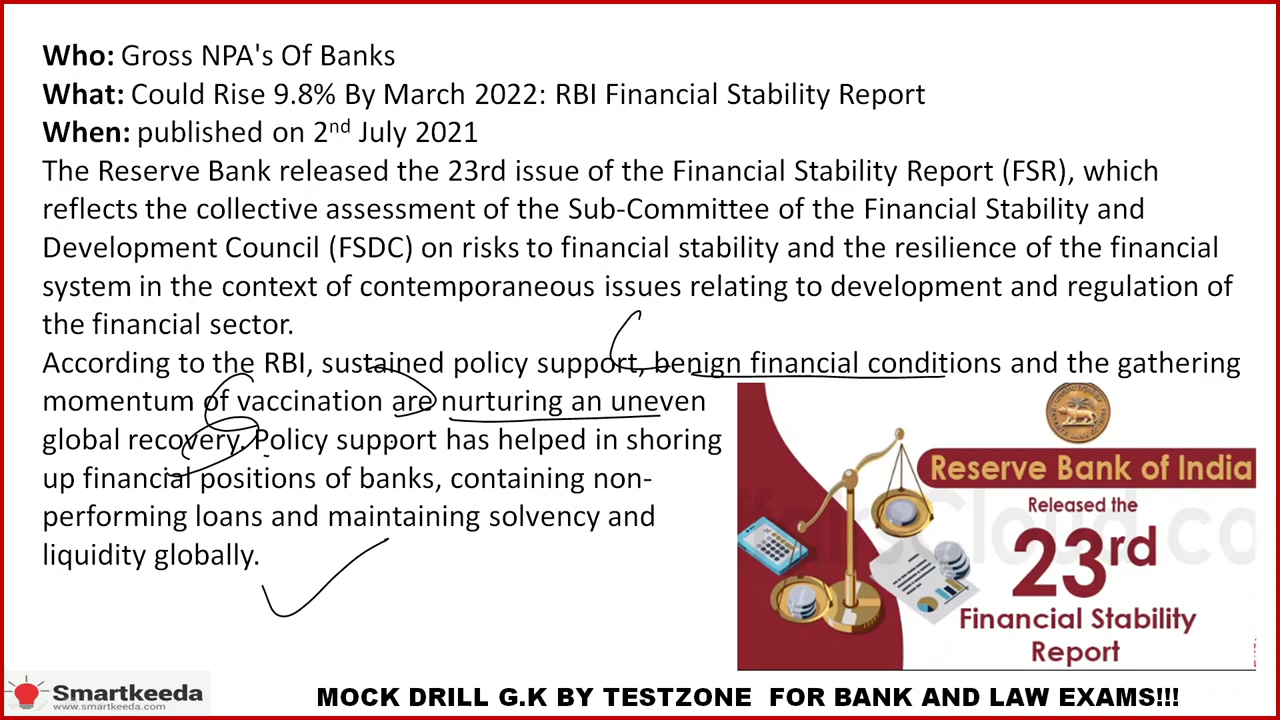 Who: Gross NPA's Of Banks
What: Could Rise 9.8% By March 2022: RBI Financial Stability Report
When: published on 2nd July 2021
The Reserve Bank released the 23rd issue of the Financial Stability Report (FSR), which
reflects the collective assessment of the Sub-Committee of the Financial Stability and
Development Council (FSDC) on risks to financial stability and the resilience of the financial
system in the context of contemporaneous issues relating to development and regulation of
the financial sector.
According to the RBI, sustained policy support, benign financial conditions and the gathering
momentum of vaccination are nurturing an uneven
global recovery. Policy support has helped in shoring
up financial positions of banks, containing non-
performing loans and maintaining solvency and
liquidity globally.
Reserve Bank of India
Released the
23rd
Financial Stability
Report
Smartkeeda
www.smartkeeda.com
MOCK DRILL G.K BY TESTZONE FOR BANK AND LAW EXAMS!!!